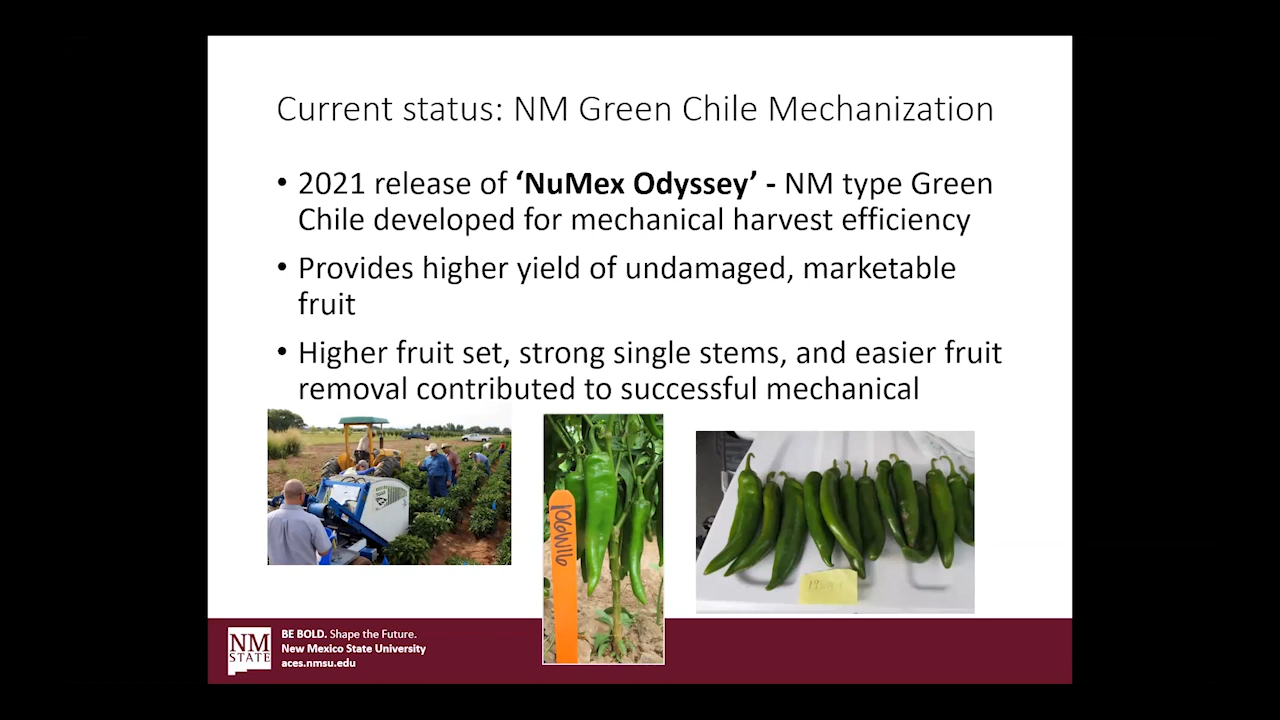 Current status: NM Green Chile Mechanization
• 2021 release of ‘NuMex Odyssey’ - NM type Green
Chile developed for mechanical harvest efficiency
• Provides higher yield of undamaged, marketable
fruit
• Higher fruit set, strong single stems, and easier fruit
removal contributed to successful mechanical
NM
STATE
BE BOLD. Shape the Future.
New Mexico State University
aces.nmsu.edu